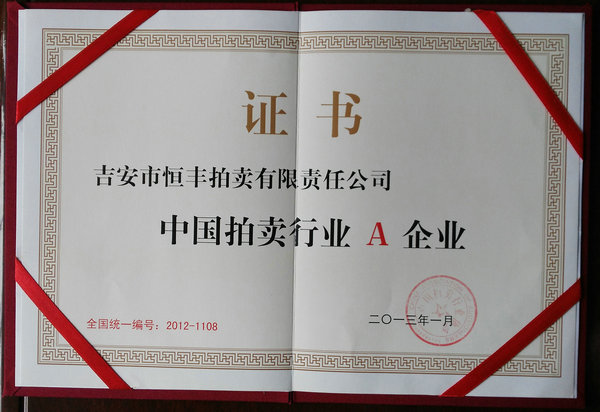 证书
吉安市恒丰拍卖有限责任公司
中国拍卖行业 A 企业
全国统一编号：2012-1108
二〇一三年一月